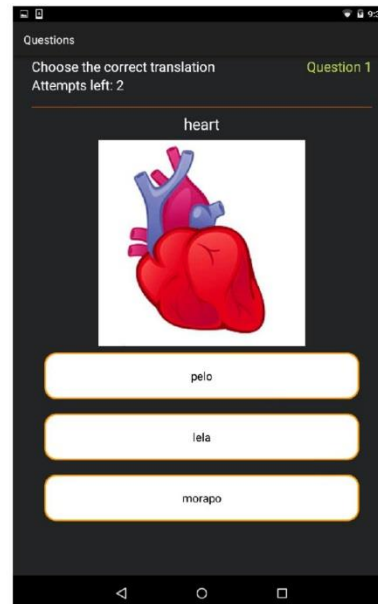 Questions
Choose the correct translation
Question 1
Attempts left: 2
heart
pelo
lela
morapo